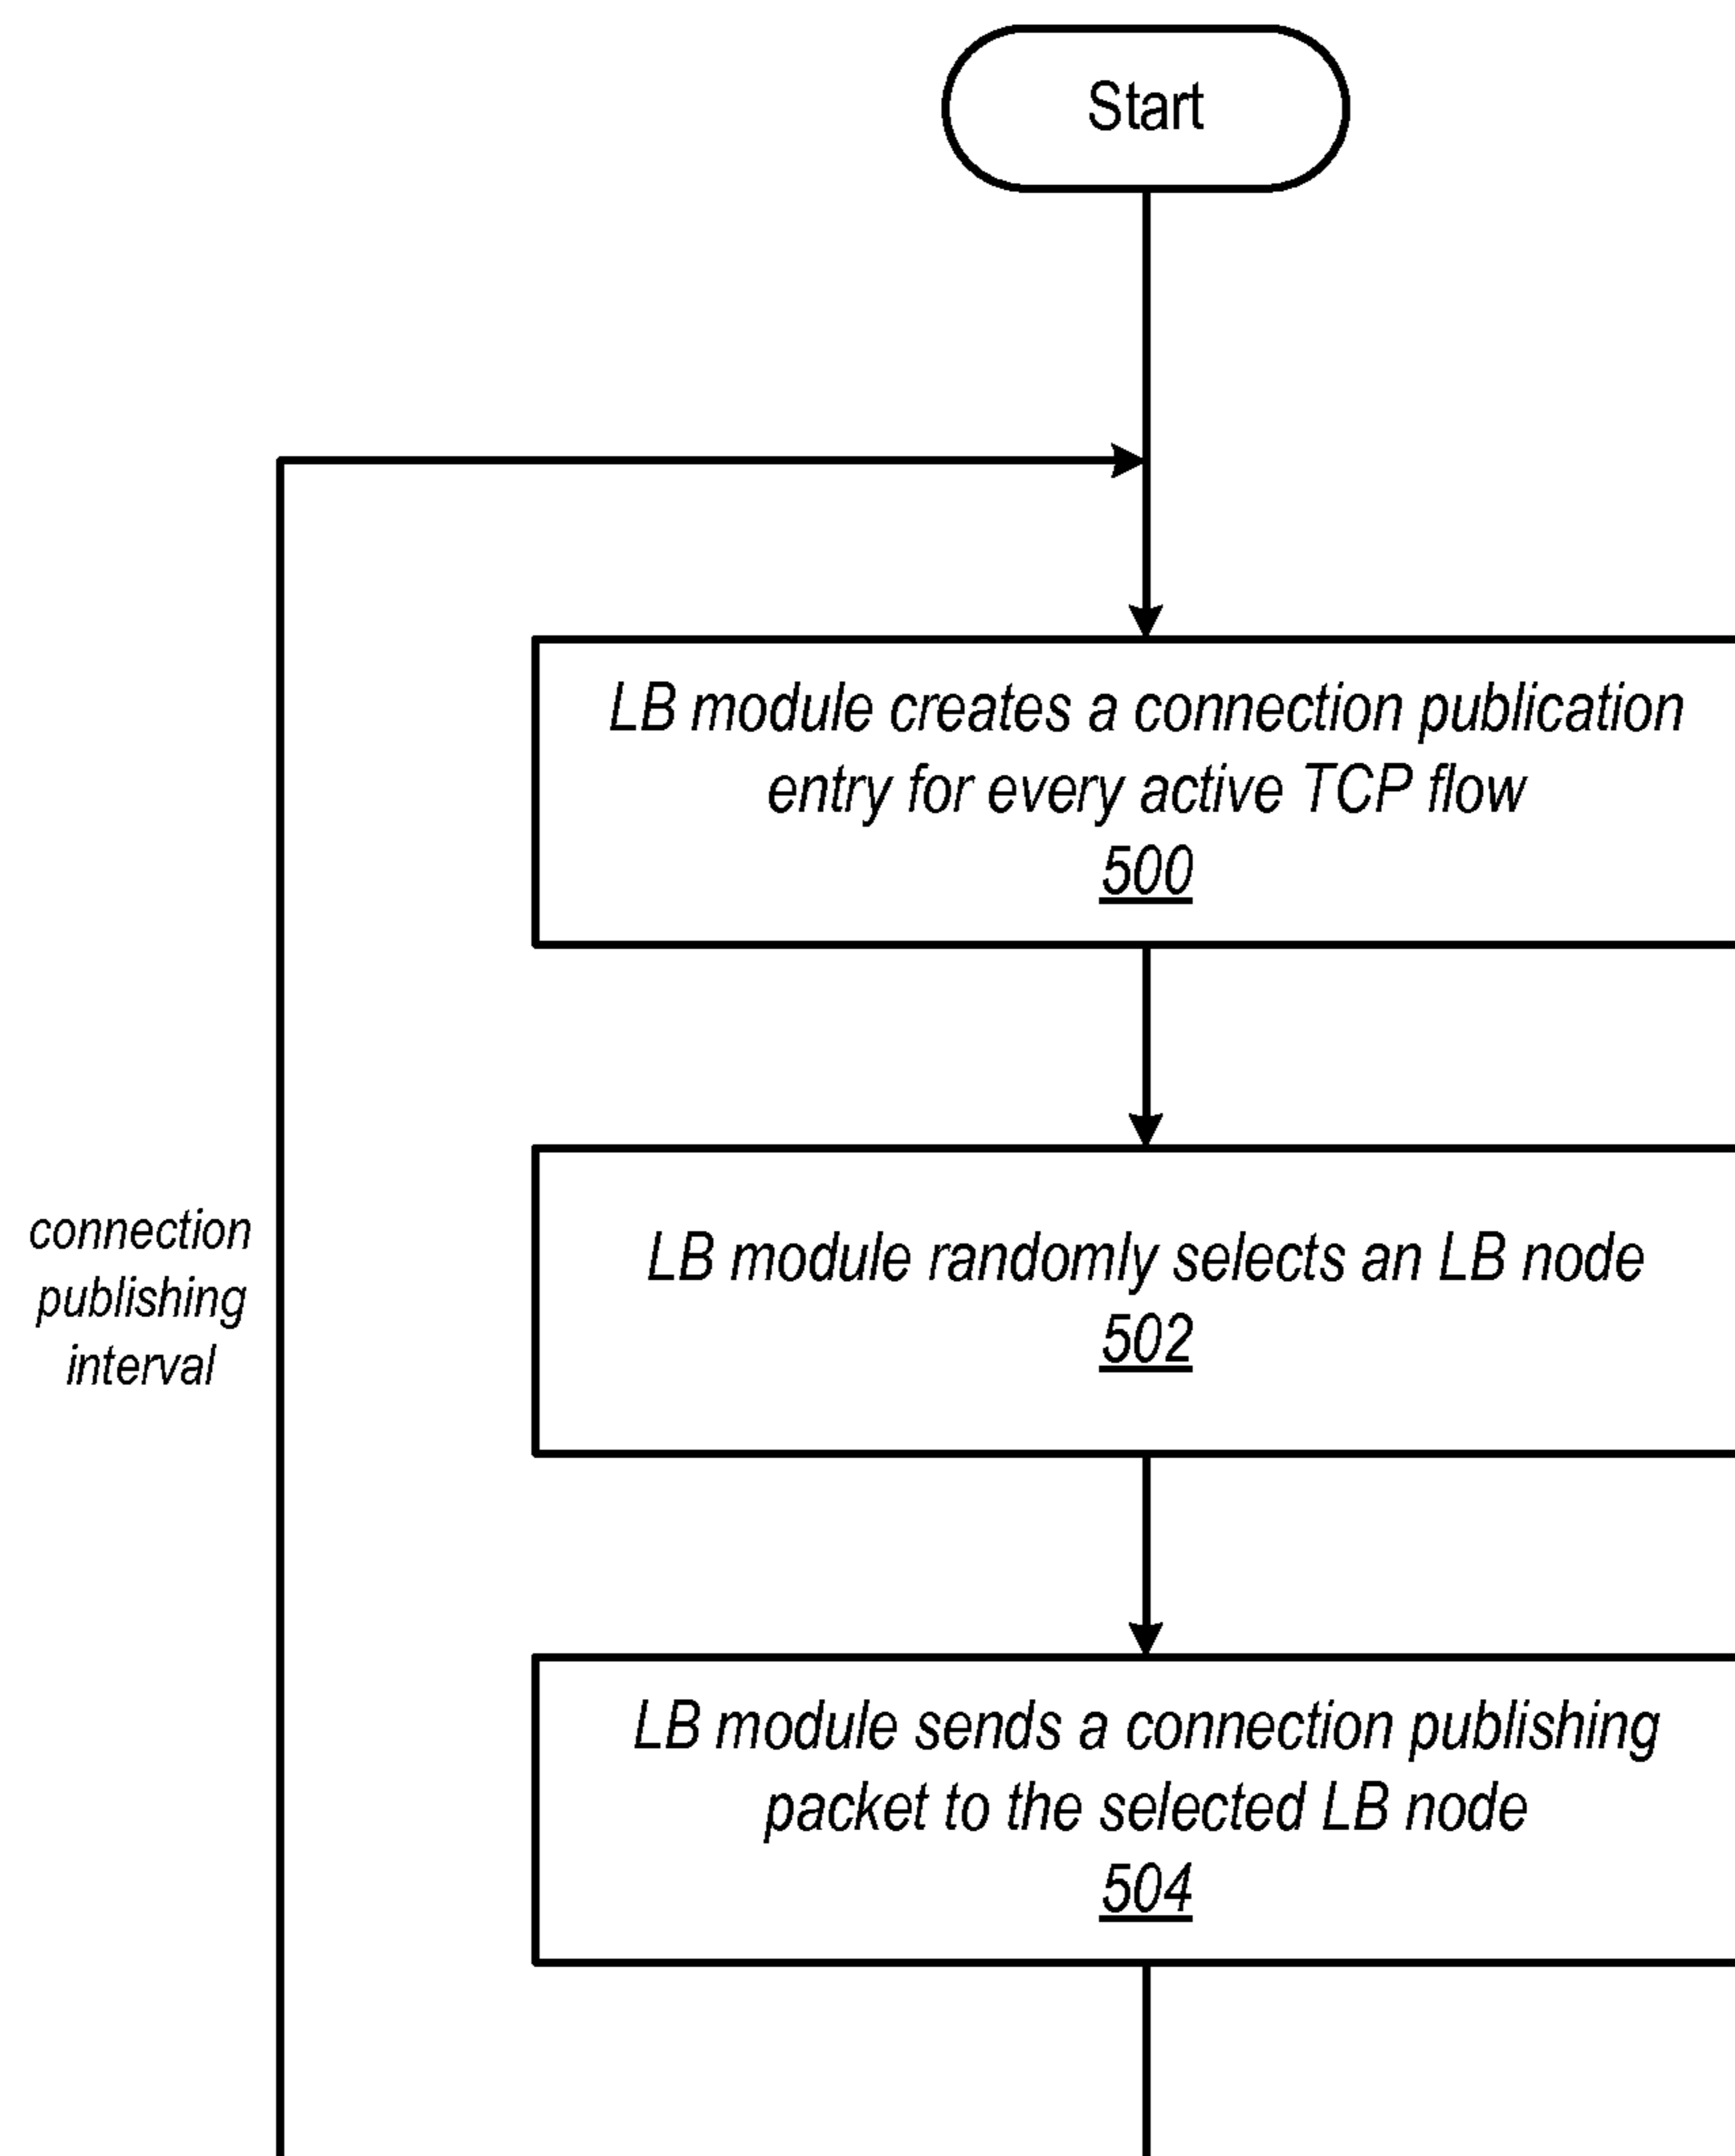 Start
LB module creates a connection publication
entry for every active TCP flow
500
connection
publishing
interval
LB module randomly selects an LB node
502
LB module sends a connection publishing
packet to the selected LB node
504